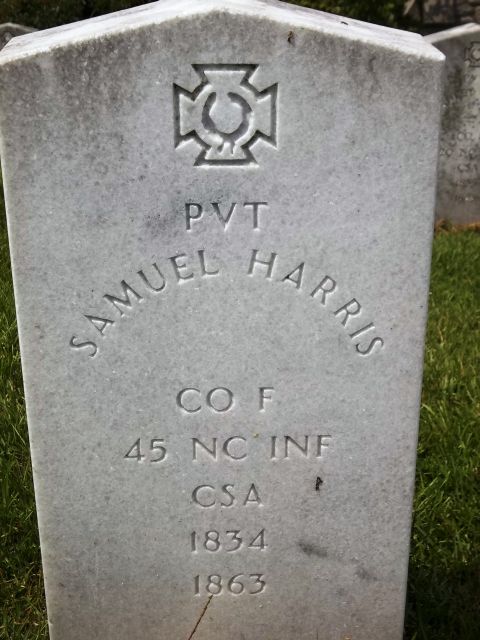 PVT
SAMUEL HARRIS
CO F
45 NC INF
CSA
1834
1863